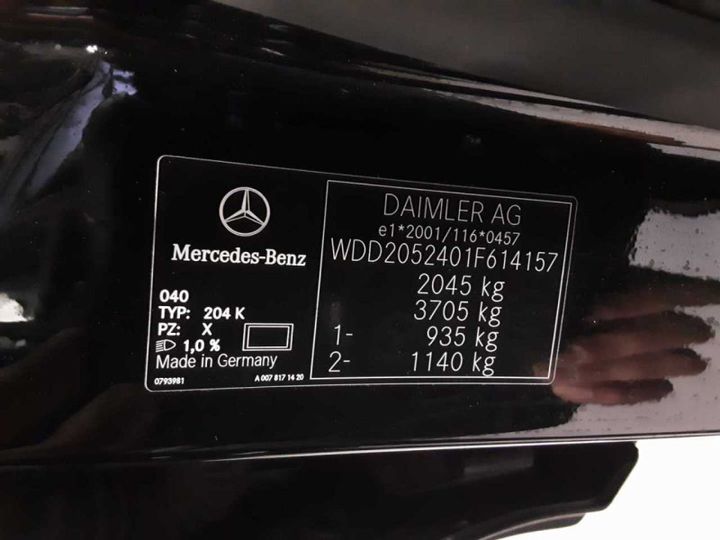 Mercedes-Benz
040
TYP: 204 K
PZ: X
1,0 %
Made in Germany
0793981
A 007 817 14 20
DAIMLER AG
e1*2001/116*0457
WDD2052401F614157
2045 kg
3705 kg
1- 935 kg
2- 1140 kg